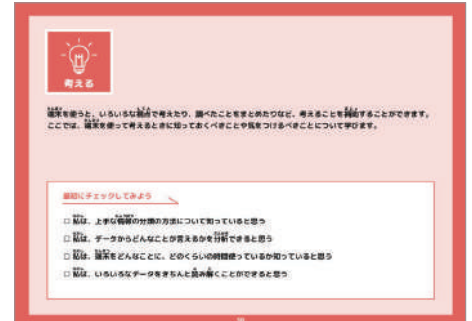 考える
端末を使うと、いろいろな視点で考えたり、調べたことをまとめたりなど、考えることを補助することができます。
ここでは、端末を使って考えるときに知っておくべきことや気をつけるべきことについて学びます。
最初にチェックしてみよう
□ 私は、上手な情報の分類の方法について知っていると思う
□ 私は、データからどんなことが言えるかを分析できると思う
□ 私は、端末をどんなことに、どのくらいの時間使っているか知っていると思う
□ 私は、いろいろなデータをきちんと読み解くことができると思う